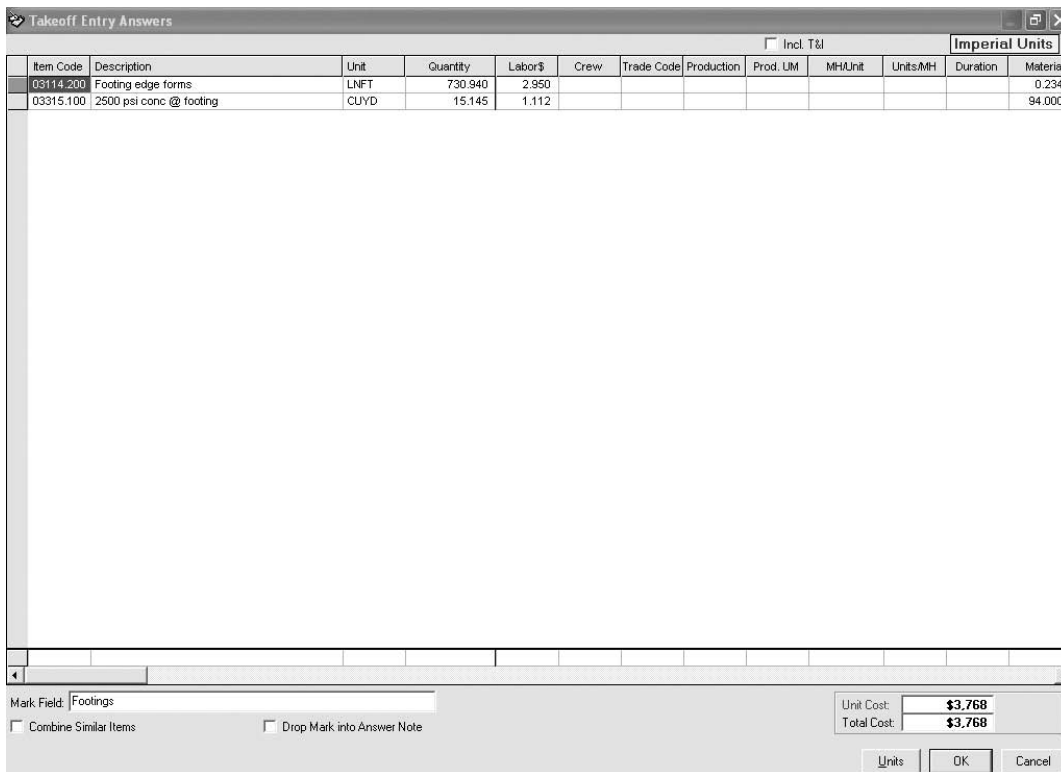 Takeoff Entry Answers
Incl. T&I Imperial Units
Item Code Description Unit Quantity Labor$ Crew Trade Code Production Prod. UM MH/Unit Units/MH Duration
03114.200 Footing edge forms LNFT 730.940 2.950 0.234
03315.100 2500 psi conc @ footing CUYD 15.145 1.112 94.000
Mark Field: Footings
Unit Cost: $3,768
Combine Similar Items Drop Mark into Answer Note Total Cost: $3,768
Units OK Cancel